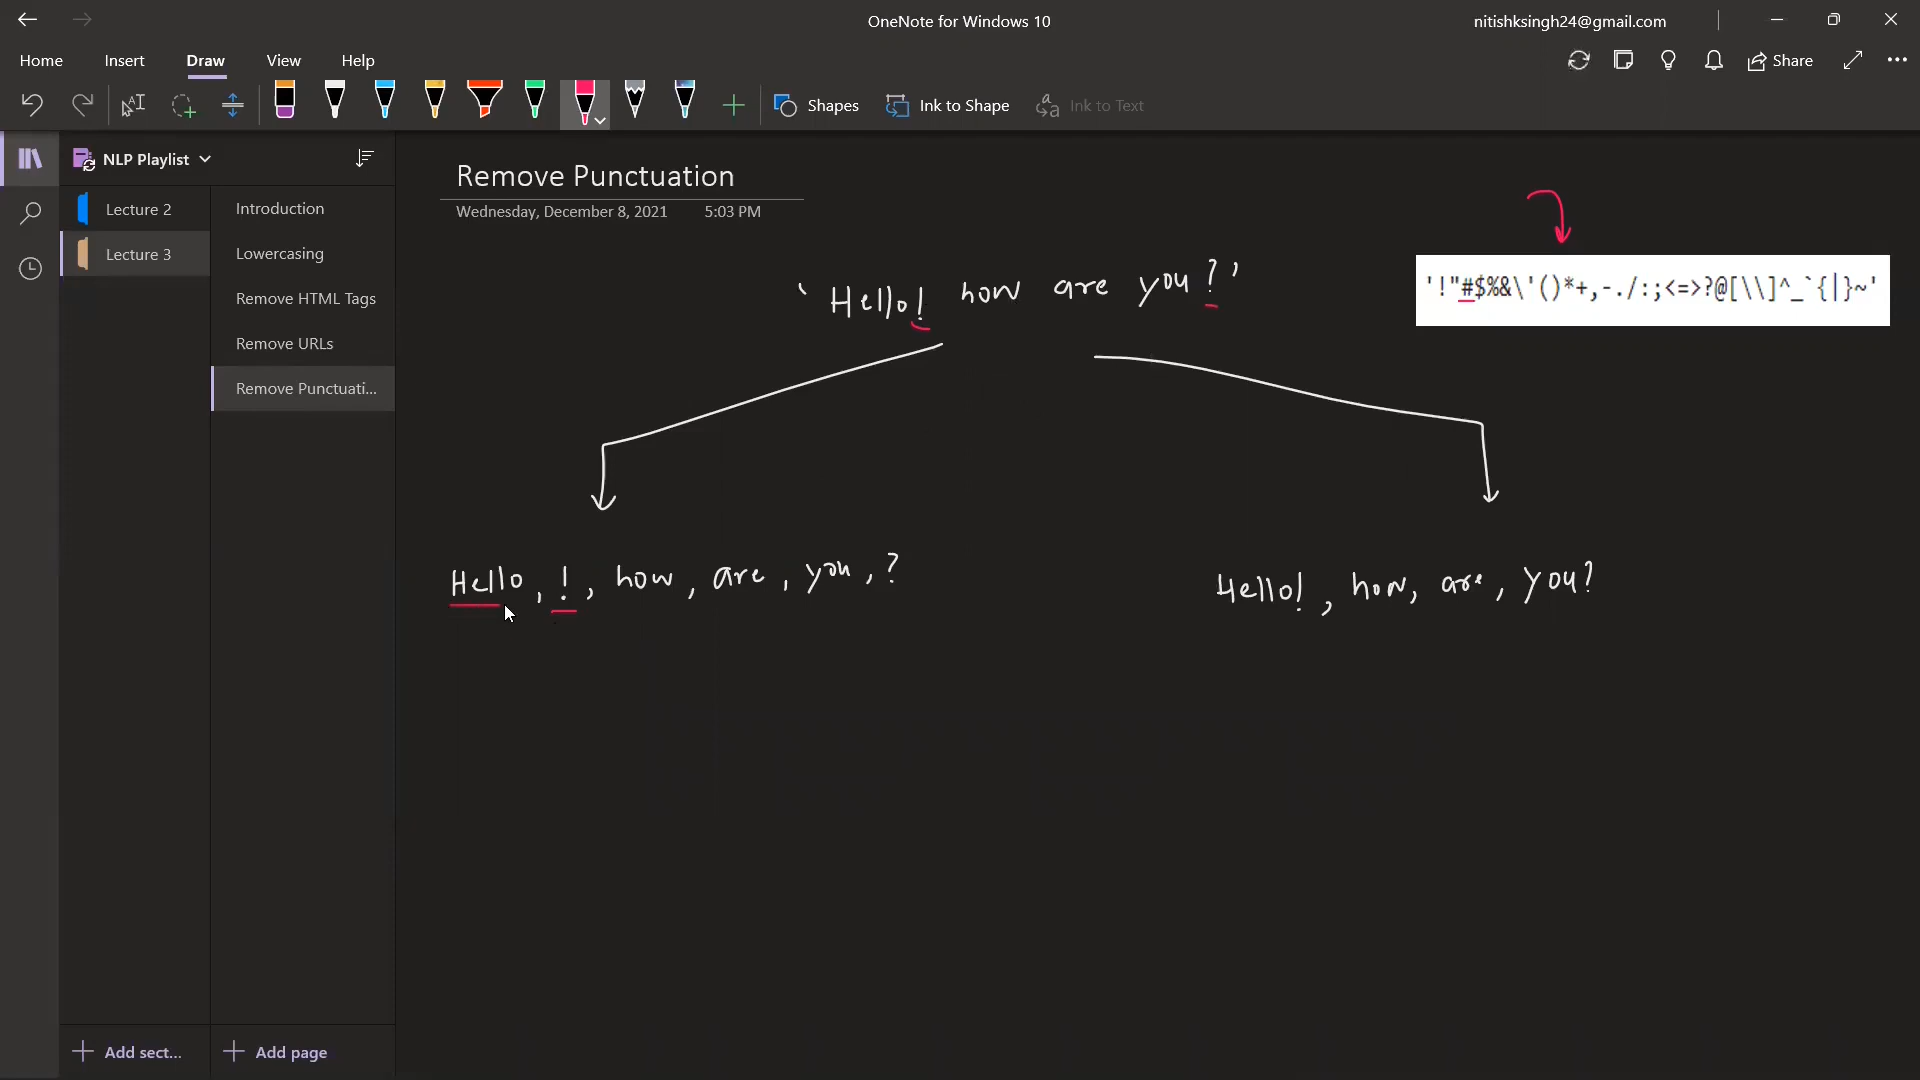 OneNote for Windows 10
nitishksingh24@gmail.com
Home Insert Draw View Help
Share
Shapes Ink to Shape Ink to Text
NLP Playlist
Lecture 2
Lecture 3
Introduction
Lowercasing
Remove HTML Tags
Remove URLs
Remove Punctuati...
Add sect...
Add page
Remove Punctuation
Wednesday, December 8, 2021 5:03 PM
'!"#$%&\'()*+,-./:;<=>?@[\\]^_`{|}~'
' Hello! how are you ? '
Hello , ! , how , are , you , ?
Hello! , how, are , you?